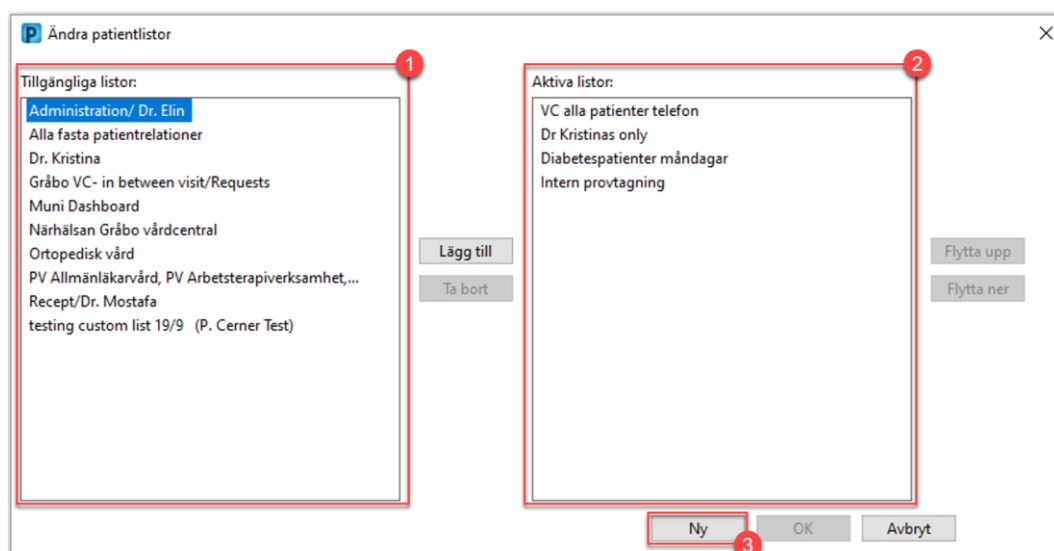 P Ändra patientlistor
1
Tillgängliga listor:
Administration/ Dr. Elin
Alla fasta patientrelationer
Dr. Kristina
Gråbo VC- in between visit/Requests
Muni Dashboard
Närhälsan Gråbo vårdcentral
Ortopedisk vård
PV Allmänläkarvård, PV Arbetsterapiverksamhet,...
Recept/Dr. Mostafa
testing custom list 19/9 (P. Cerner Test)
Lägg till
Ta bort
2
Aktiva listor:
VC alla patienter telefon
Dr Kristinas only
Diabetespatienter måndagar
Intern provtagning
Flytta upp
Flytta ner
Ny
3
OK
Avbryt